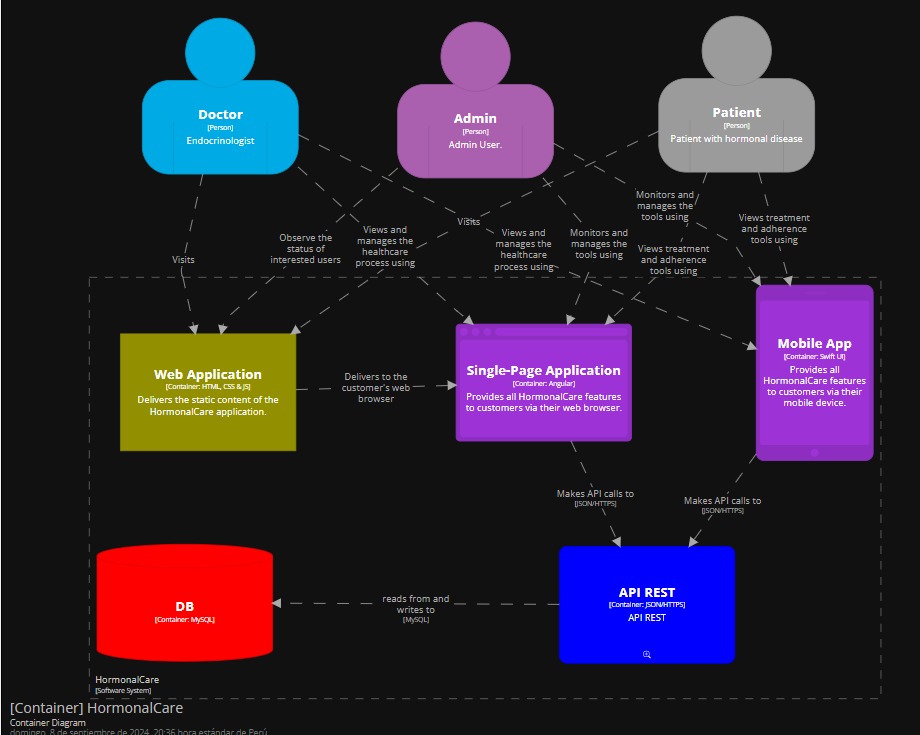 Doctor
[Person]
Endocrinologist
Admin
[Person]
Admin User.
Patient
[Person]
Patient with hormonal disease
Visits
Observe the
status of
interested users
Views and
manages the
healthcare
process using
Visits
Views and
manages the
healthcare
process using
Monitors and
manages the
tools using
Monitors and
manages the
tools using
Views treatment
and adherence
tools using
Views treatment
and adherence
tools using
Web Application
[Container: HTML, CSS & JS]
Delivers the static content of the
HormonalCare application.
Delivers to the
customer's web
browser
Single-Page Application
[Container: Angular]
Provides all HormonalCare features
to customers via their web browser.
Mobile App
[Container: Swift UI]
Provides all
HormonalCare features
to customers via their
mobile device.
Makes API calls to
[JSON/HTTPS]
Makes API calls to
[JSON/HTTPS]
DB
[Container: MySQL]
reads from and
writes to
[MySQL]
API REST
[Container: JSON/HTTPS]
API REST
HormonalCare
[Software System]
[Container] HormonalCare
Container Diagram
domingo, 8 de septiembre de 2024, 20:36 hora estándar de Perú